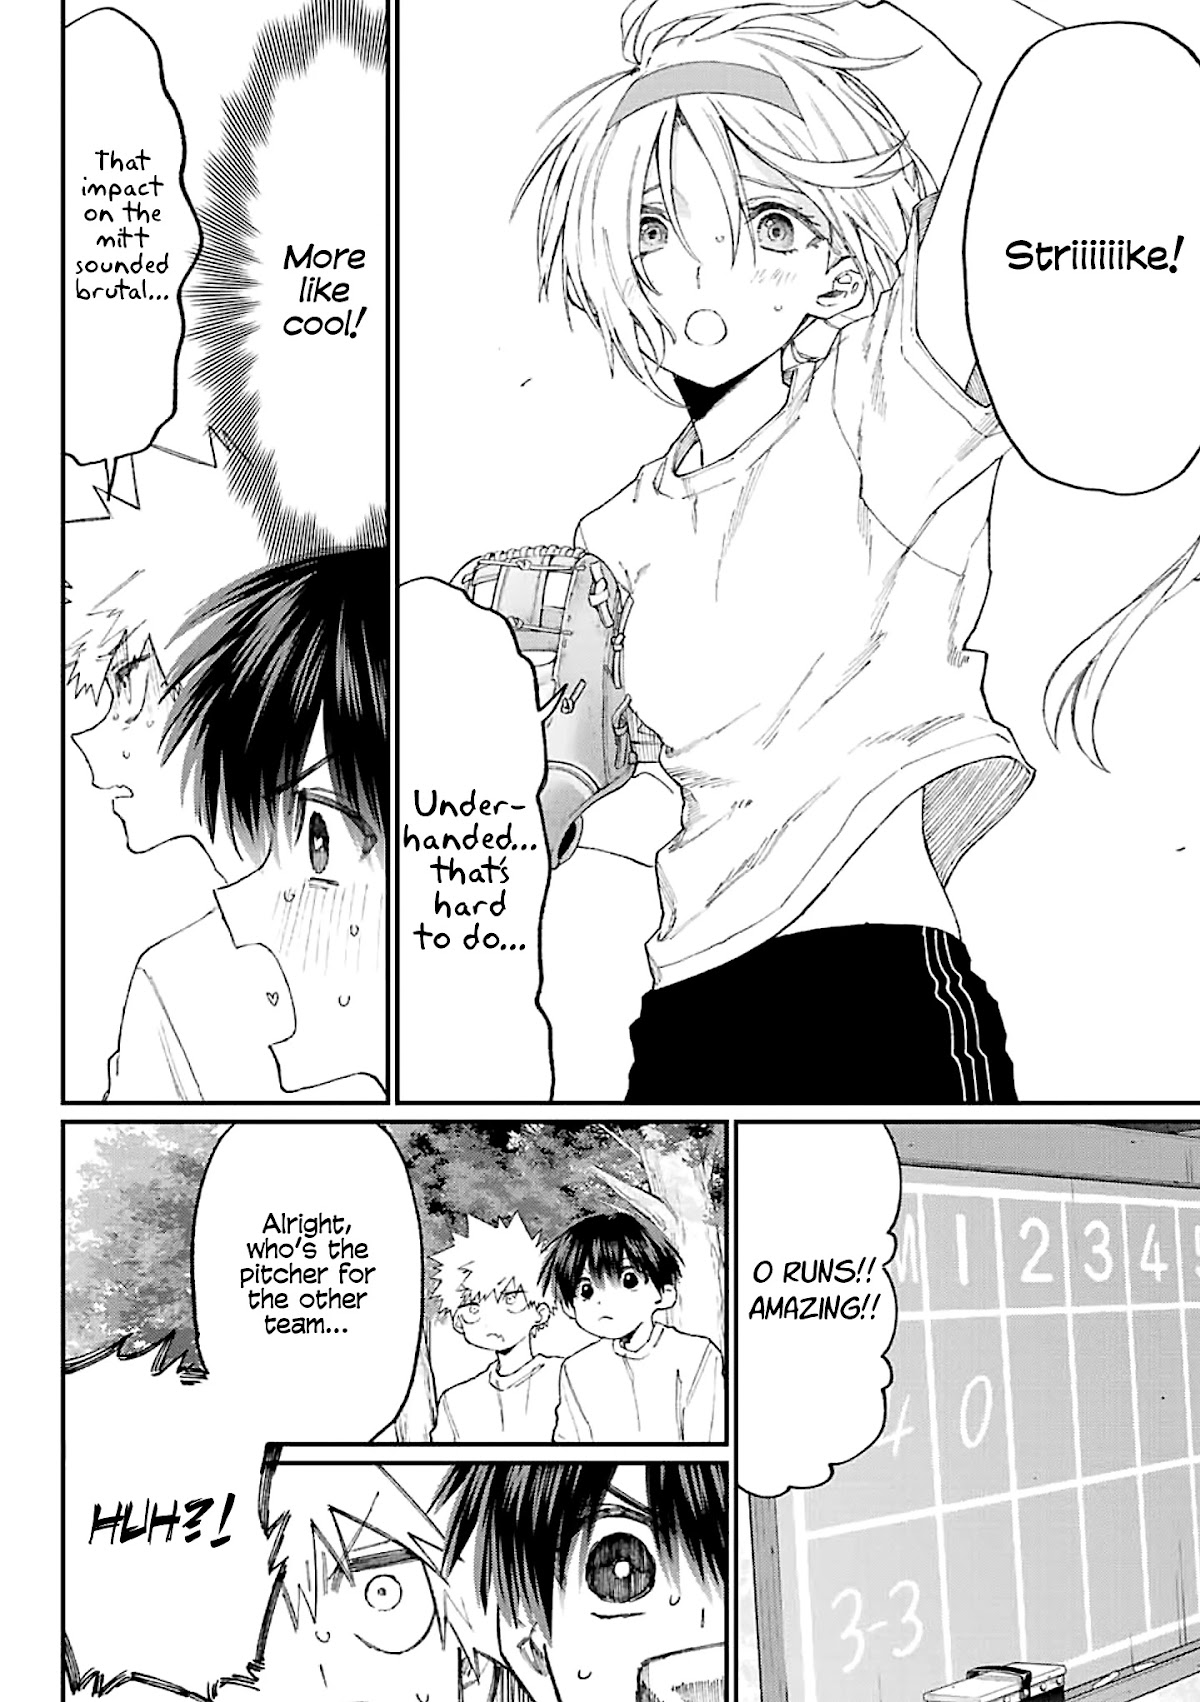 Striiiiiike!
Under-
handed...
that's
hard
to do...
More
like
cool!
That
impact
on the
mitt
sounded
brutal...
0 RUNS!!
AMAZING!!
1 2 3 4
0
3-3
Alright,
who's the
pitcher for
the other
team...
HUH?!